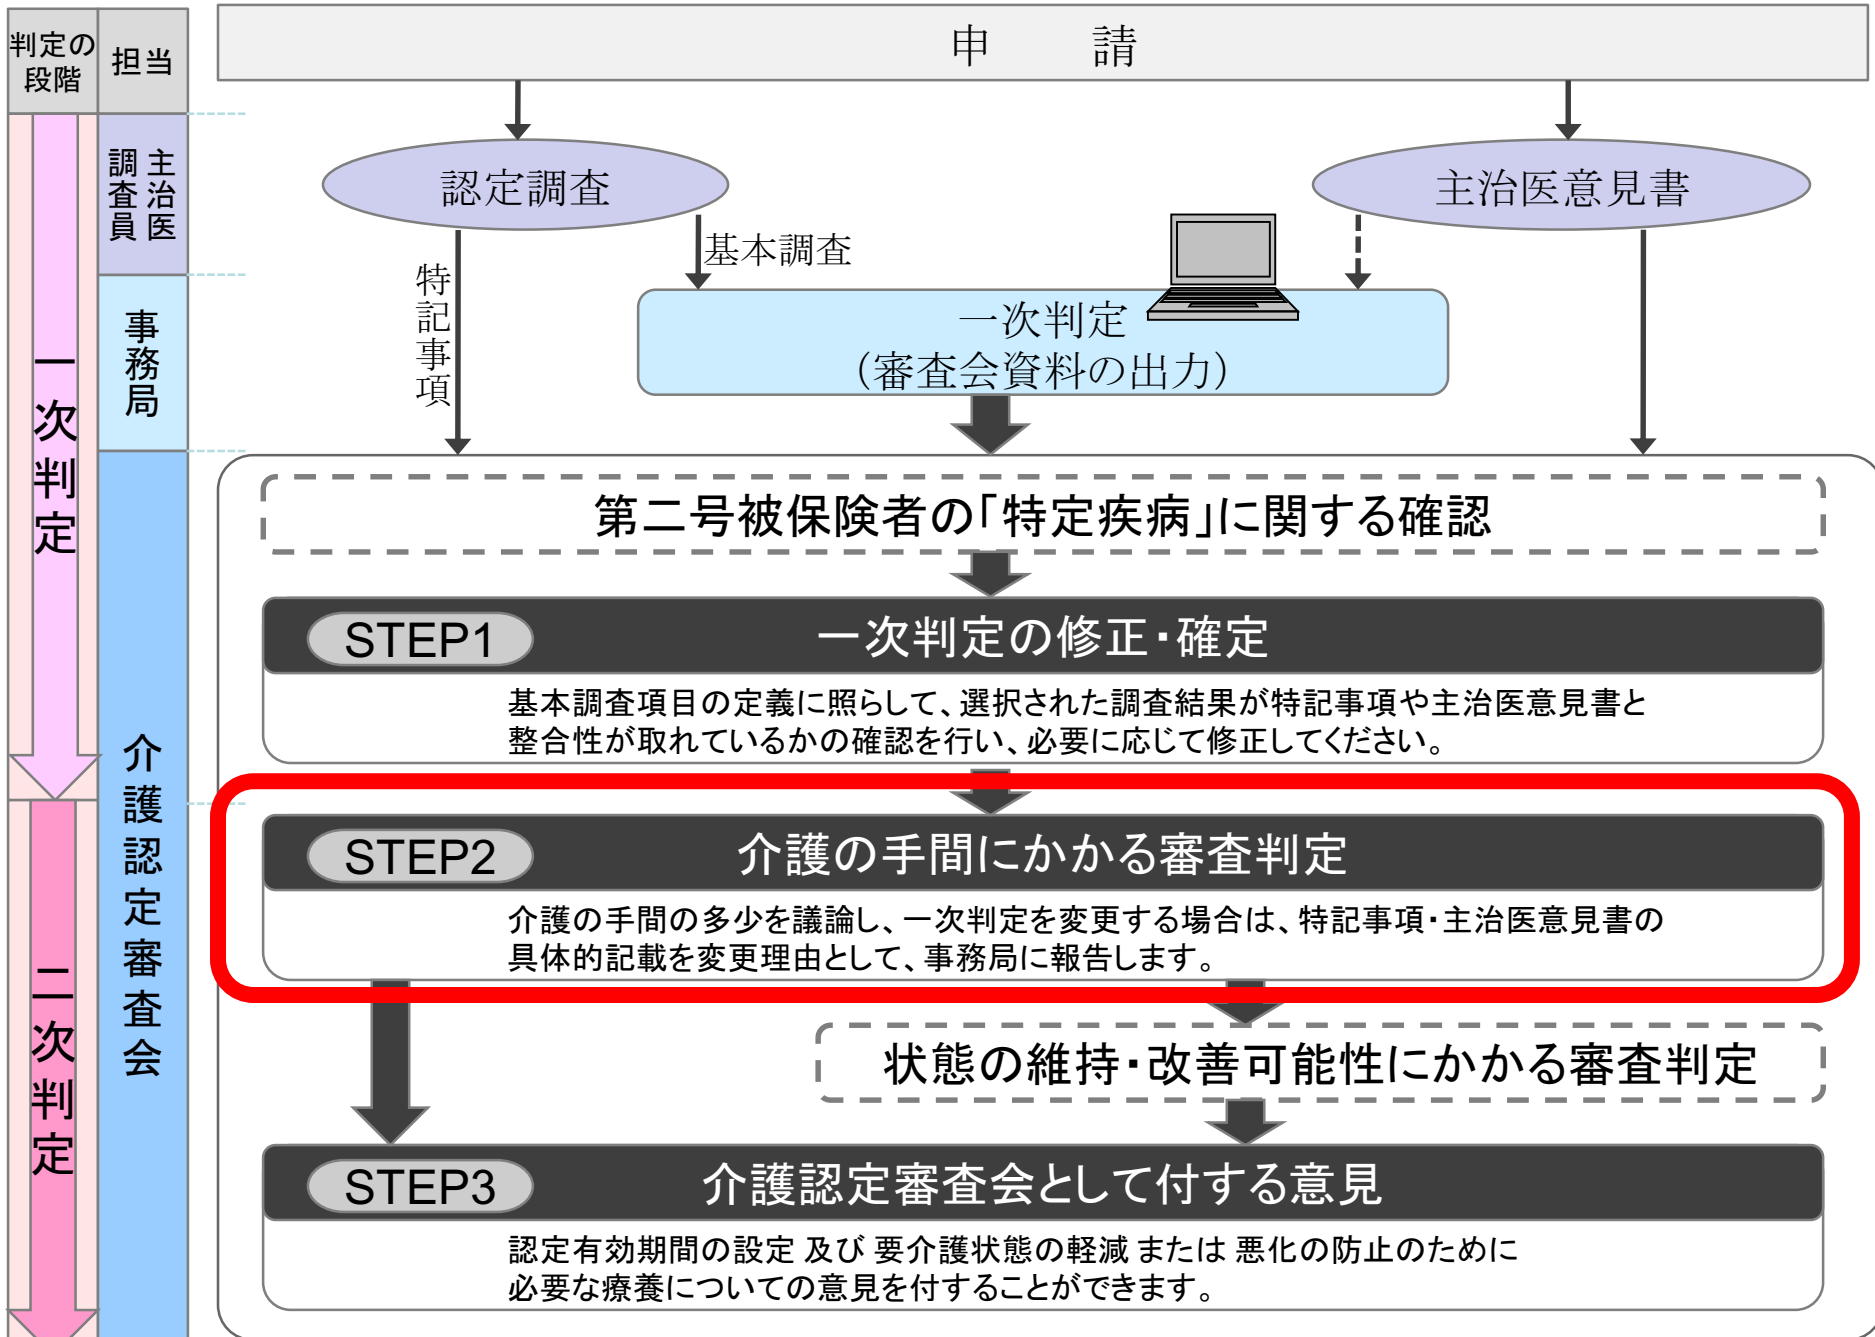 判定の
段階
担当
申　　請
調査員
主治医
認定調査
主治医意見書
基本調査
特記事項
事務局
一次判定
（審査会資料の出力）
一次判定
第二号被保険者の「特定疾病」に関する確認
STEP1
一次判定の修正・確定
基本調査項目の定義に照らして、選択された調査結果が特記事項や主治医意見書と
整合性が取れているかの確認を行い、必要に応じて修正してください。
介護認定審査会
STEP2
介護の手間にかかる審査判定
介護の手間の多少を議論し、一次判定を変更する場合は、特記事項・主治医意見書の
具体的記載を変更理由として、事務局に報告します。
二次判定
状態の維持・改善可能性にかかる審査判定
STEP3
介護認定審査会として付する意見
認定有効期間の設定 及び 要介護状態の軽減 または 悪化の防止のために
必要な療養についての意見を付することができます。